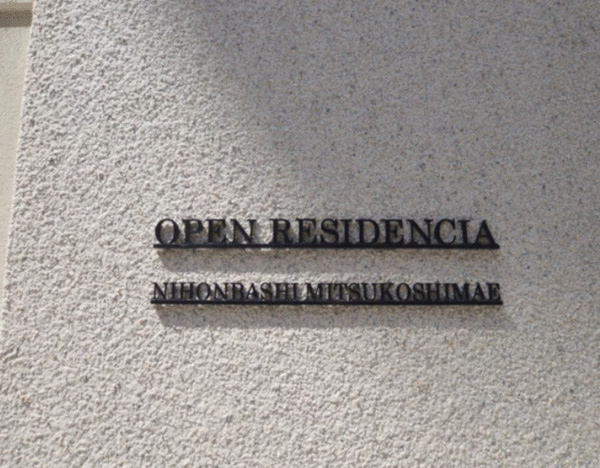 OPEN RESIDENCIA
NIHONBASHI MITSUKOSHIMAE